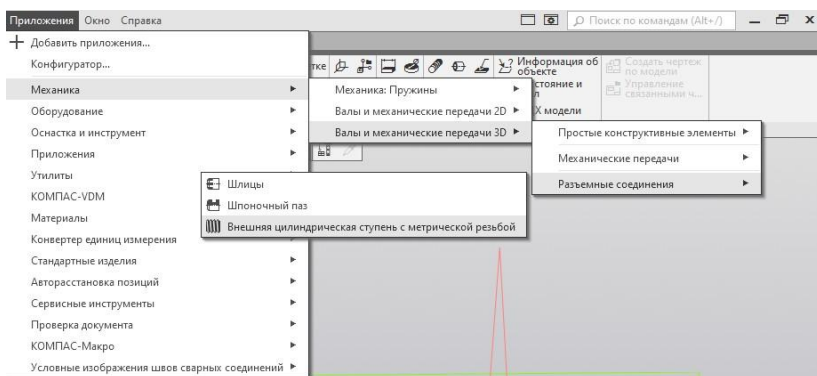 Приложения Окно Справка
Поиск по командам (Alt+/)
Добавить приложения...
Конфигуратор...
тке
Информация об объекте
стояние и
л
X модели
Создать чертеж по модели
Управление связанными ч...
Механика
Оборудование
Оснастка и инструмент
Приложения
Утилиты
КОМПАС-VDM
Материалы
Конвертер единиц измерения
Стандартные изделия
Авторасстановка позиций
Сервисные инструменты
Проверка документа
КОМПАС-Макро
Условные изображения швов сварных соединений
Механика: Пружины
Валы и механические передачи 2D
Валы и механические передачи 3D
Простые конструктивные элементы
Механические передачи
Разъемные соединения
Шлицы
Шпоночный паз
Внешняя цилиндрическая ступень с метрической резьбой